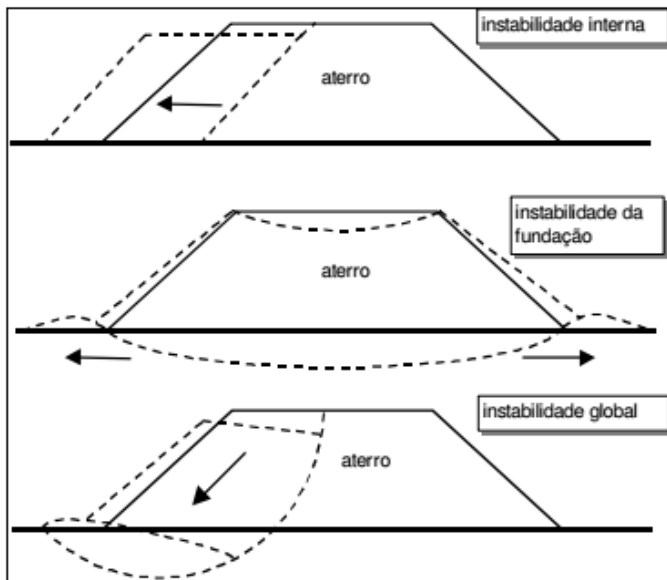 instabilidade interna
aterro
instabilidade da
fundação
aterro
instabilidade global
aterro